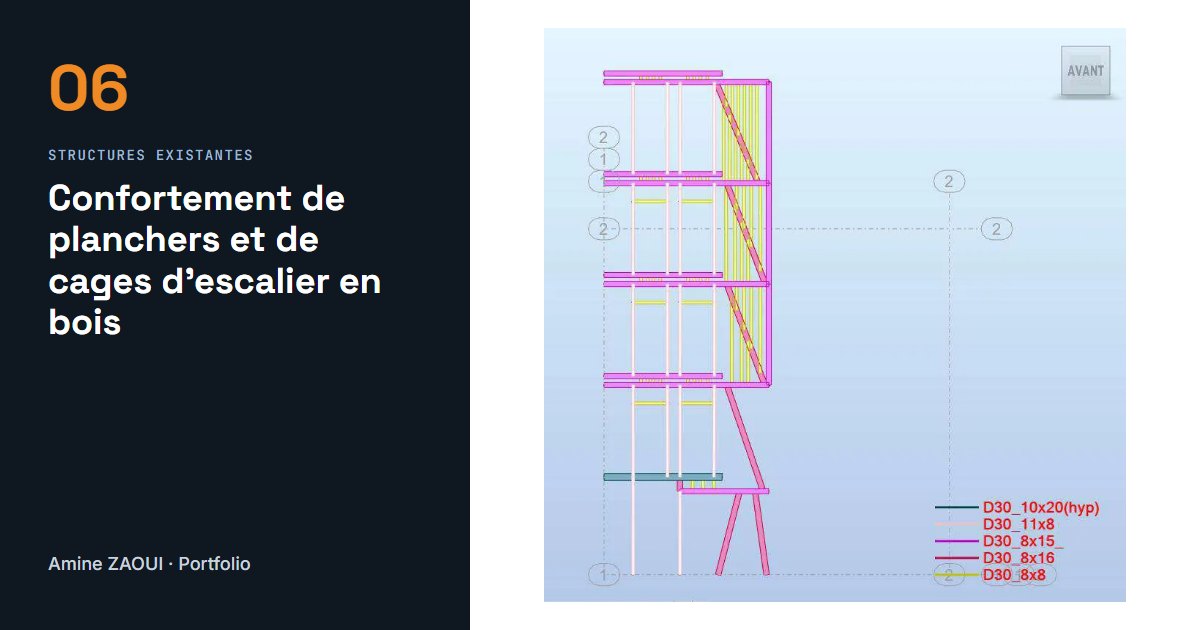 06
STRUCTURES EXISTANTES
Confortement de
planchers et de
cages d’escalier en
bois
Amine ZAOUI · Portfolio
AVANT
2
1
1
2
2
2
D30_10x20(hyp)
D30_11x8
D30_8x15_
D30_8x16
D30_8x8
1
2